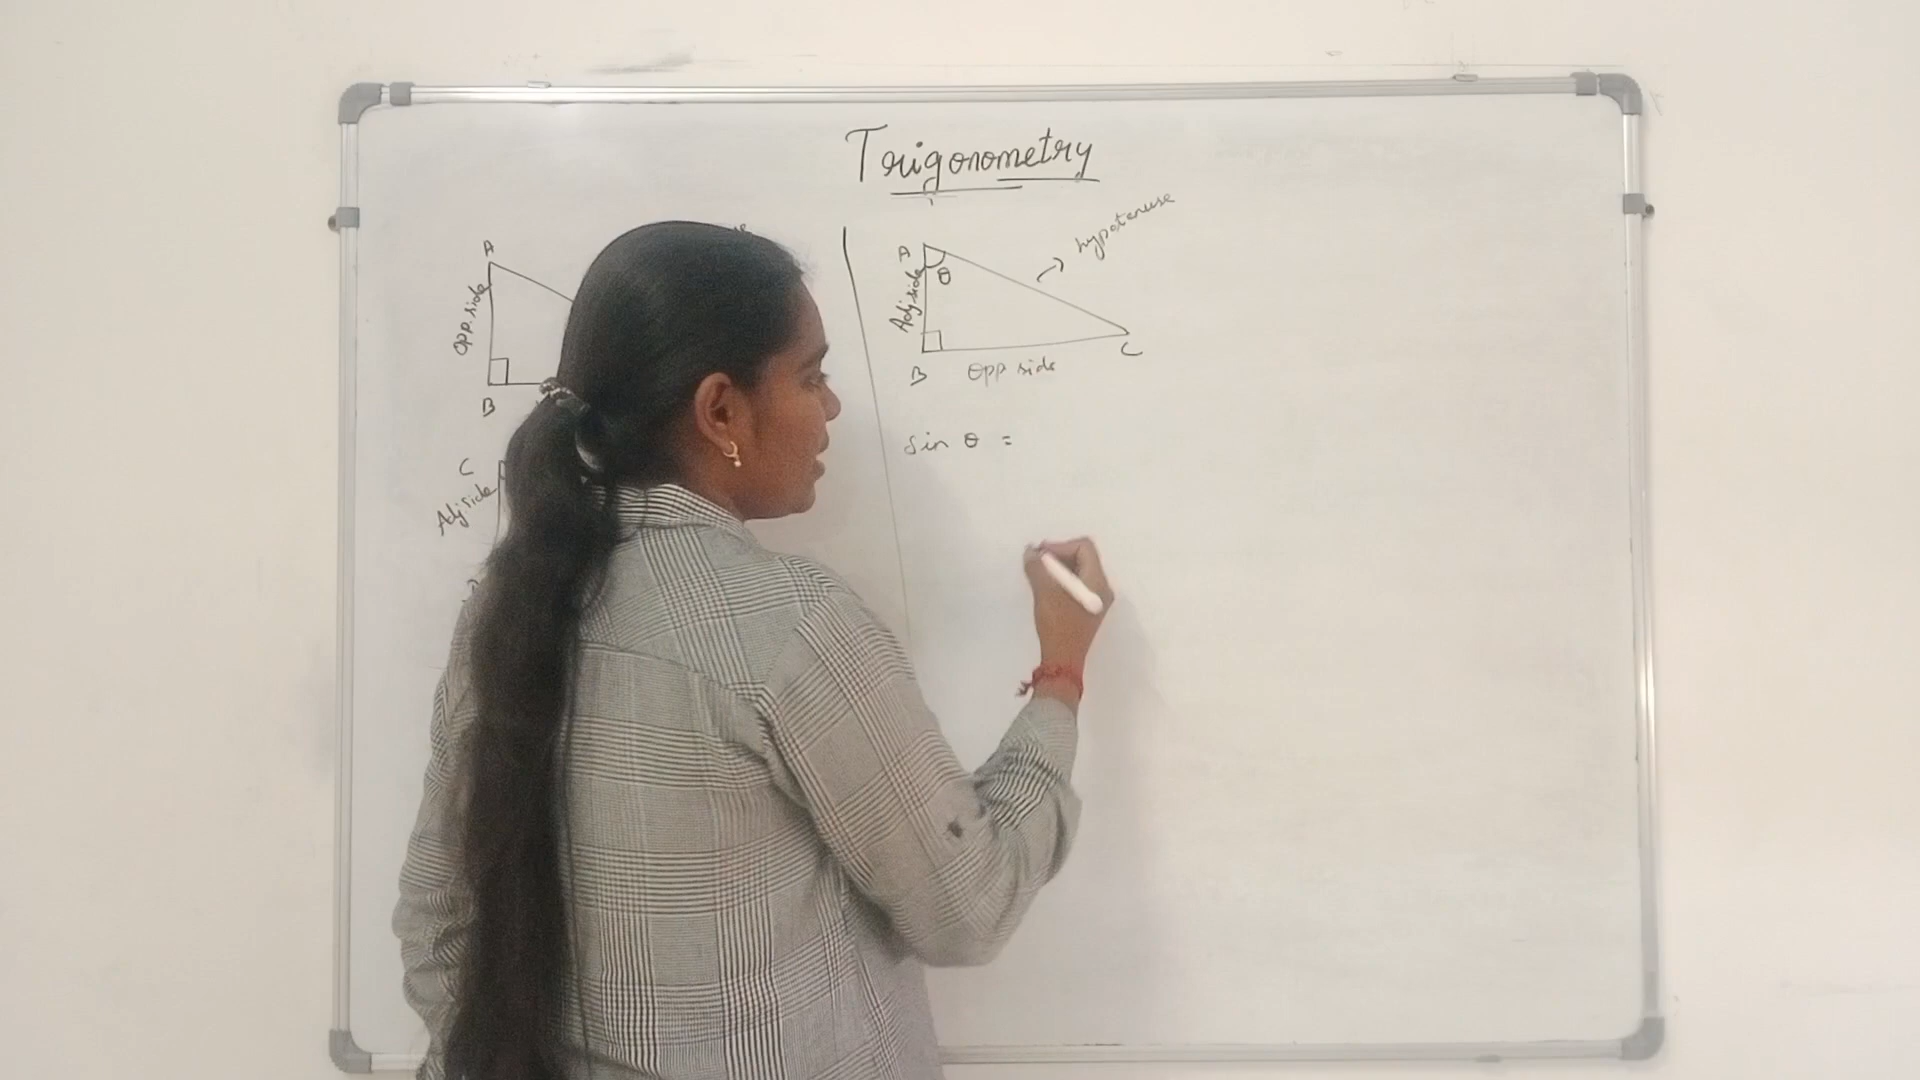 Trigonometry
A
Opp. side
B
C
Adj. side
A
θ
Adj. side
hypotenuse
B
Opp side
C
Sin θ =